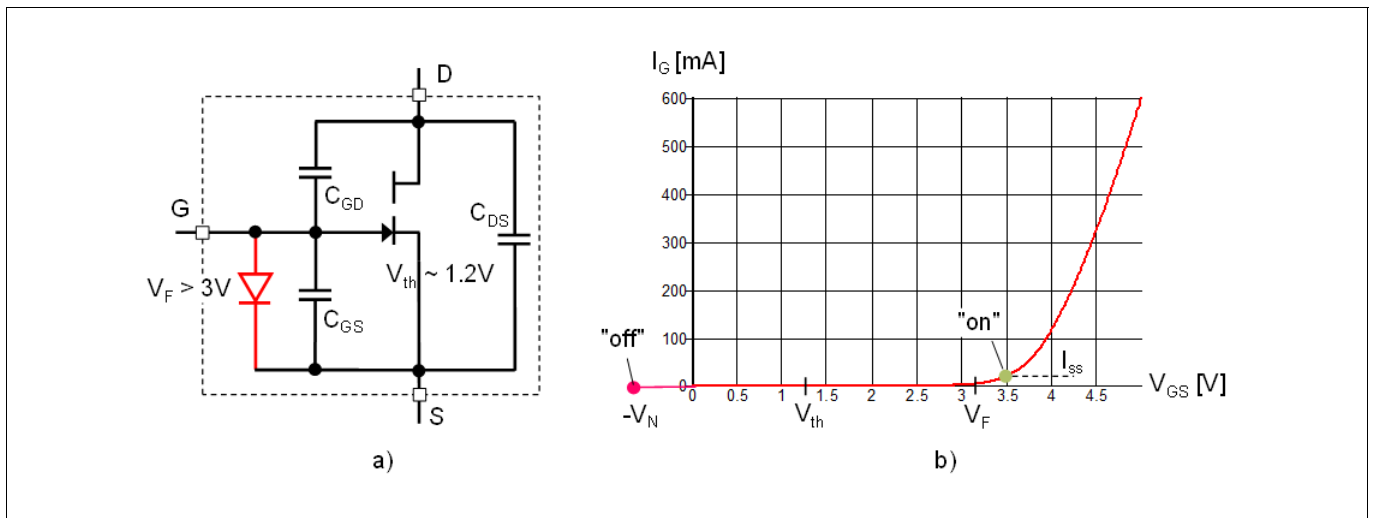 D
C_GD
G
C_DS
V_th ~ 1.2V
V_F > 3V
C_GS
S
a)
I_G [mA]
600
500
400
300
200
100
0
"off"
"on"
I_ss
0 0.5 1 1.5 2 2.5 3 3.5 4 4.5
V_GS [V]
-V_N
V_th
V_F
b)